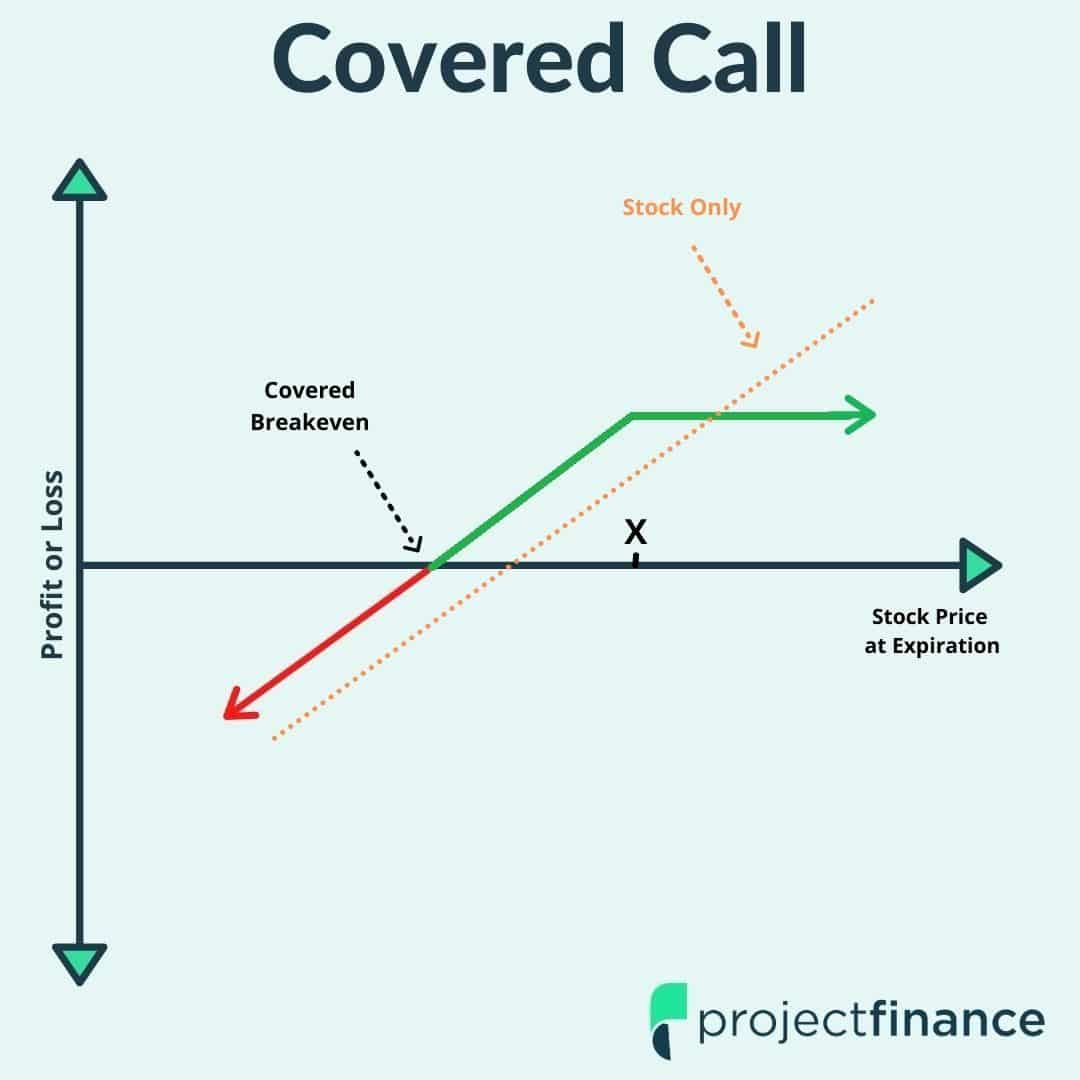 Covered Call
Stock Only
Covered
Breakeven
X
Profit or Loss
Stock Price
at Expiration
projectfinance